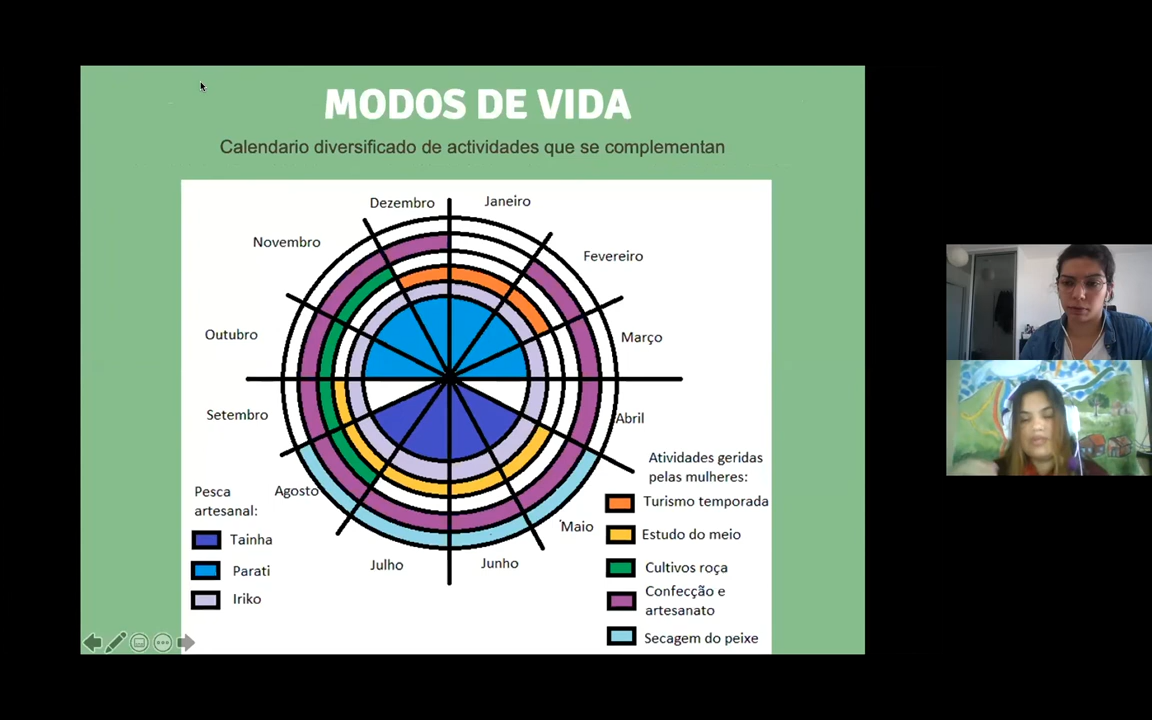 MODOS DE VIDA
Calendario diversificado de actividades que se complementan
Dezembro
Janeiro
Novembro
Fevereiro
Outubro
Março
Setembro
Abril
Agosto
Maio
Julho
Junho
Pesca
artesanal:
Tainha
Parati
Iriko
Atividades geridas
pelas mulheres:
Turismo temporada
Estudo do meio
Cultivos roça
Confecção e
artesanato
Secagem do peixe